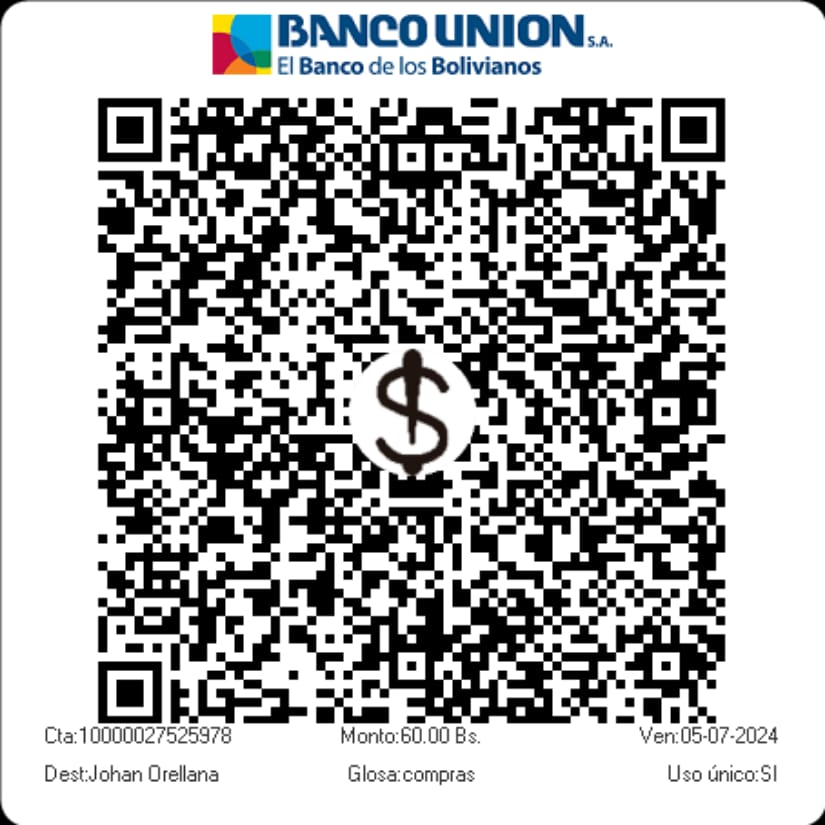 BANCO UNION S.A.
El Banco de los Bolivianos
$
Cta:10000027525978 Monto:60.00 Bs. Ven:05-07-2024
Dest:Johan Orellana Glosa:compras Uso único:SI